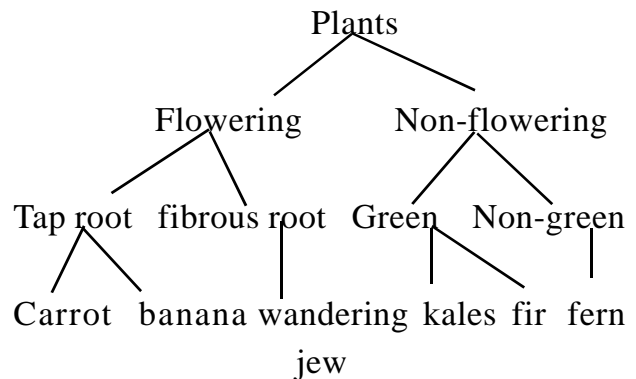 Plants
Flowering Non-flowering
Tap root fibrous root Green Non-green
Carrot banana wandering kales fir fern
jew